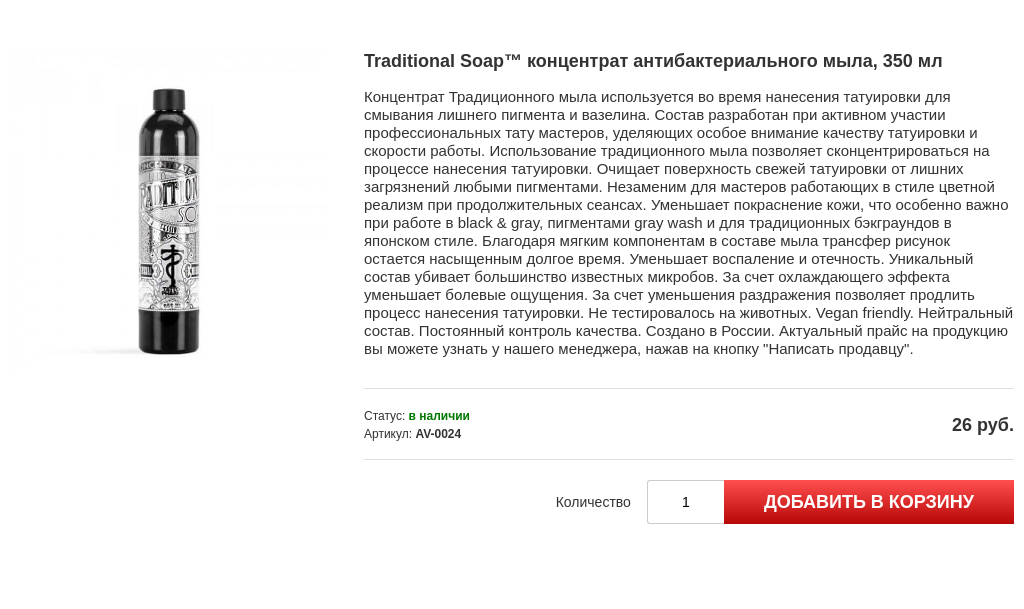 Traditional Soap™ концентрат антибактериального мыла, 350 мл
Концентрат Традиционного мыла используется во время нанесения татуировки для
смывания лишнего пигмента и вазелина. Состав разработан при активном участии
профессиональных тату мастеров, уделяющих особое внимание качеству татуировки и
скорости работы. Использование традиционного мыла позволяет сконцентрироваться на
процессе нанесения татуировки. Очищает поверхность свежей татуировки от лишних
загрязнений любыми пигментами. Незаменим для мастеров работающих в стиле цветной
реализм при продолжительных сеансах. Уменьшает покраснение кожи, что особенно важно
при работе в black & gray, пигментами gray wash и для традиционных бэкграундов в
японском стиле. Благодаря мягким компонентам в составе мыла трансфер рисунок
остается насыщенным долгое время. Уменьшает воспаление и отечность. Уникальный
состав убивает большинство известных микробов. За счет охлаждающего эффекта
уменьшает болевые ощущения. За счет уменьшения раздражения позволяет продлить
процесс нанесения татуировки. Не тестировалось на животных. Vegan friendly. Нейтральный
состав. Постоянный контроль качества. Создано в России. Актуальный прайс на продукцию
вы можете узнать у нашего менеджера, нажав на кнопку "Написать продавцу".
Статус: в наличии
Артикул: AV-0024
26 руб.
Количество
1
ДОБАВИТЬ В КОРЗИНУ